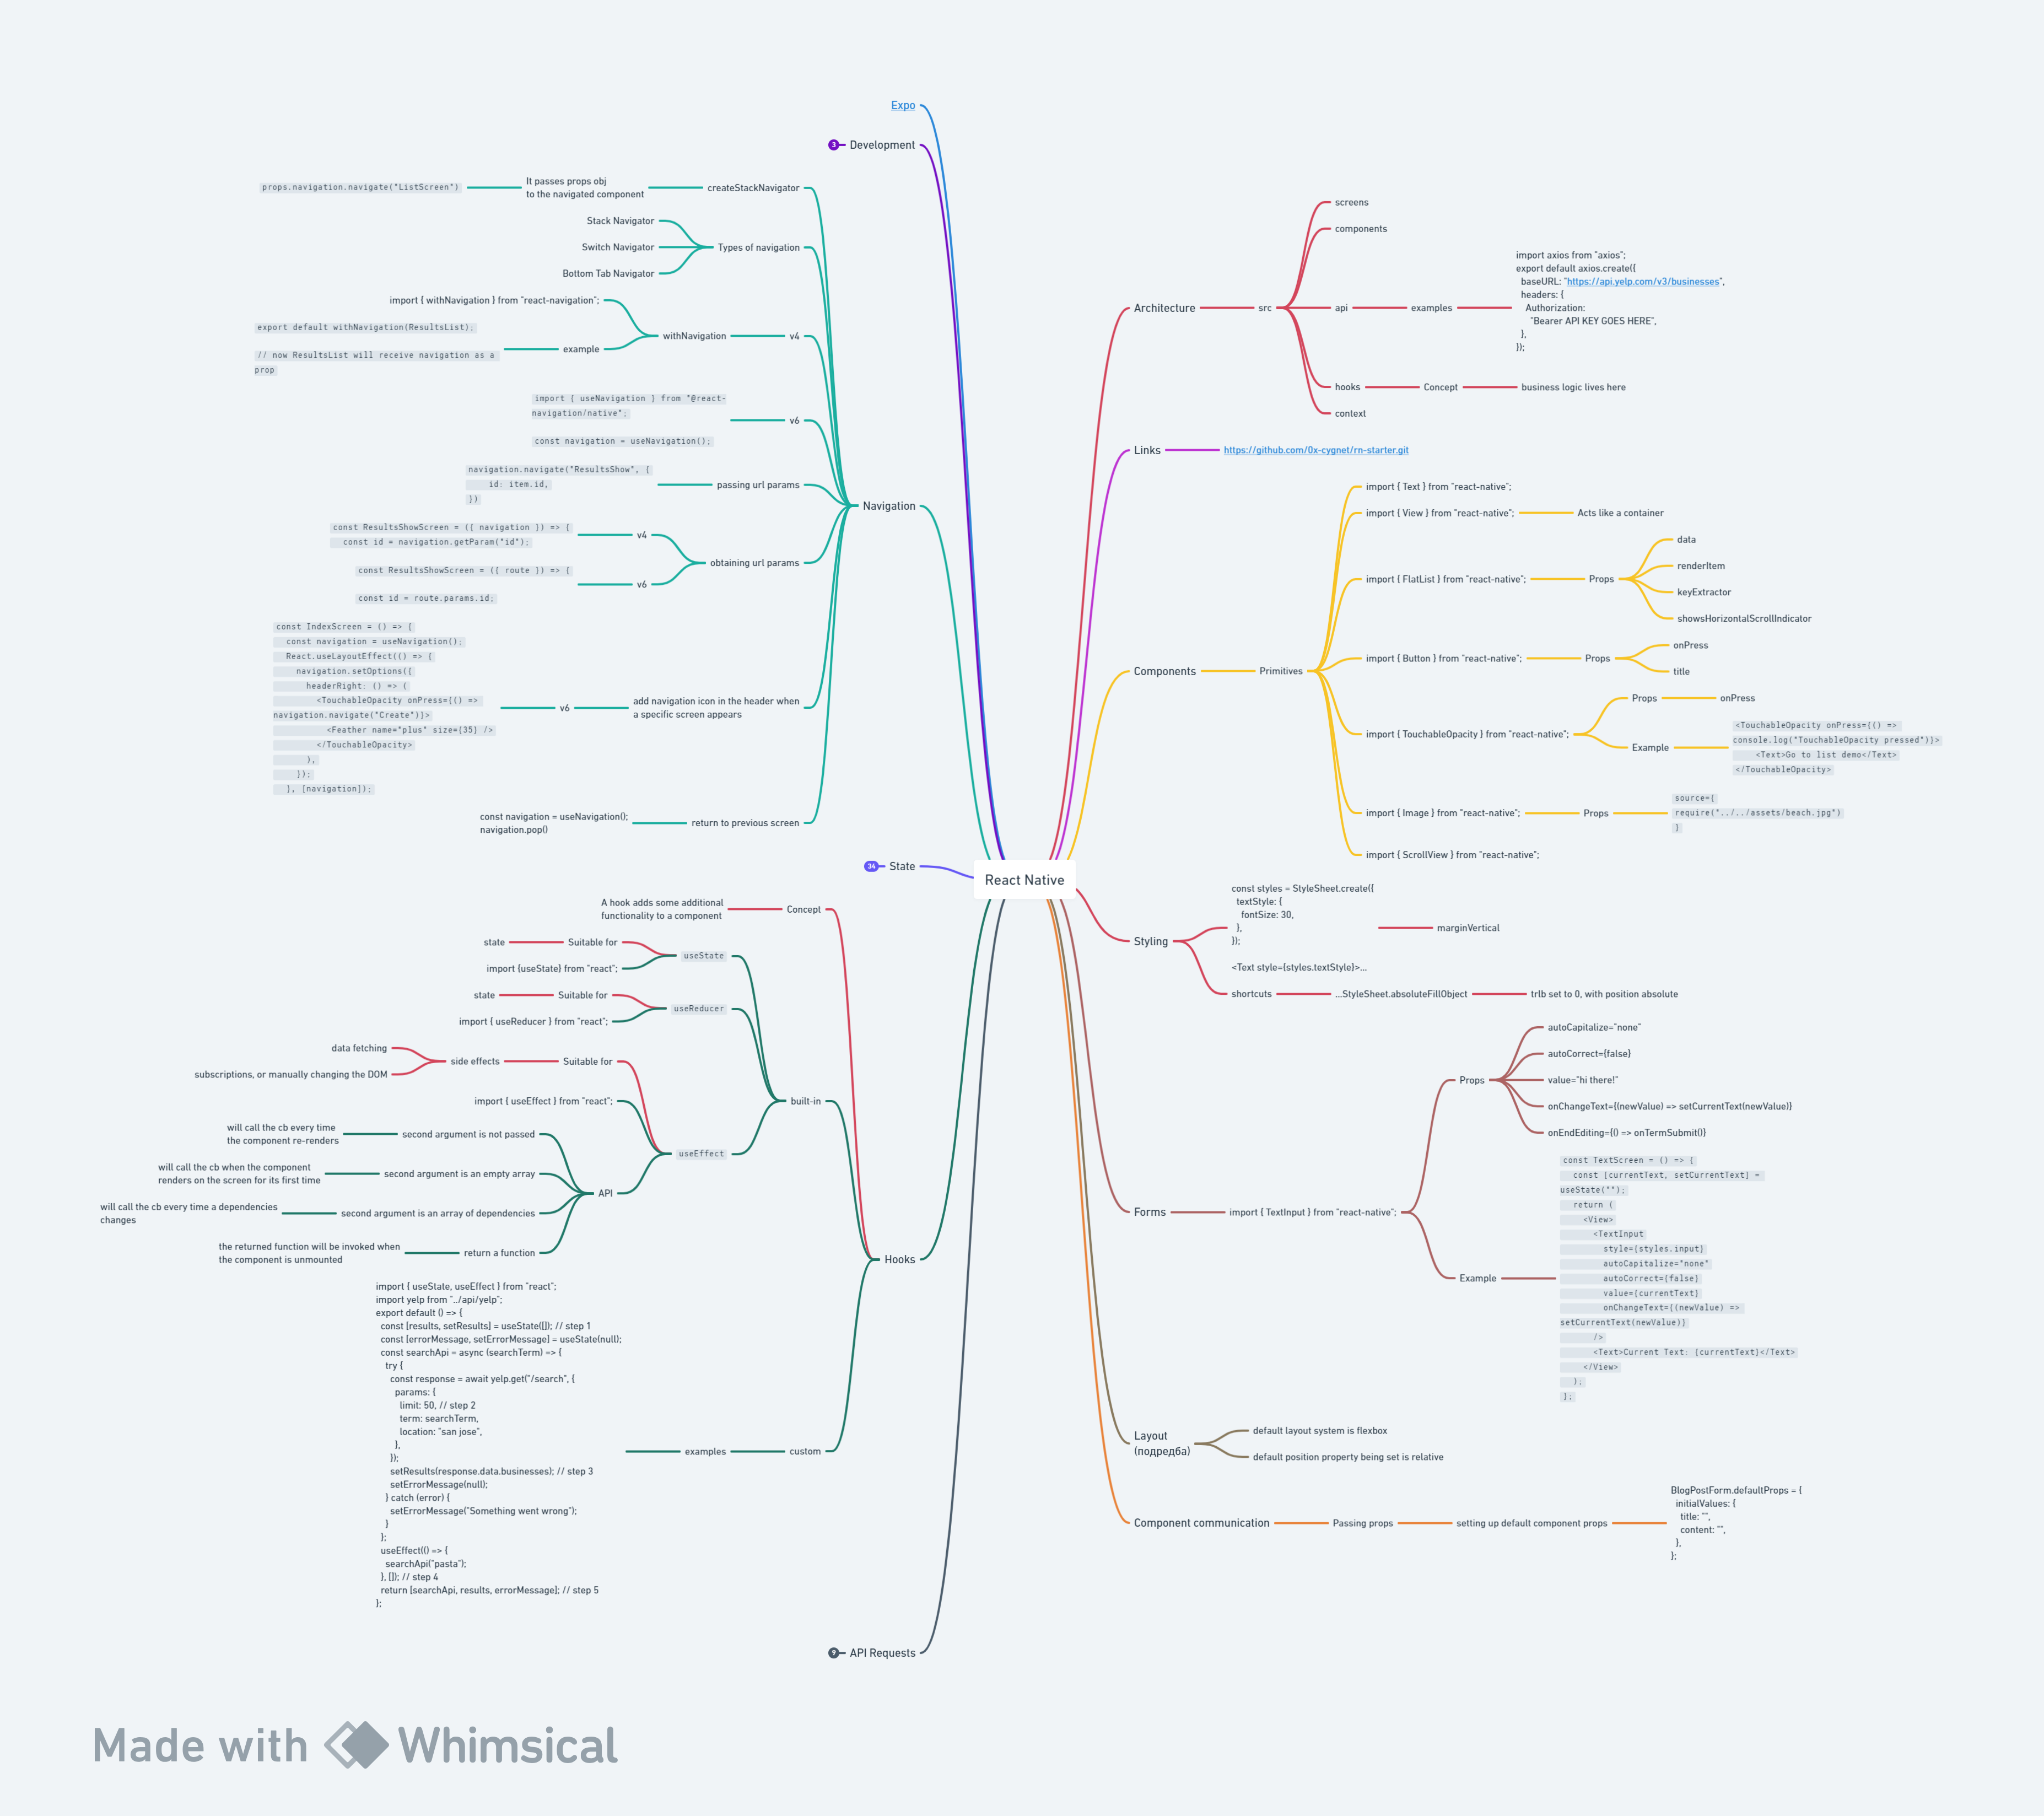 React Native
Expo
3
Development
Navigation
createStackNavigator
It passes props obj
to the navigated component
props.navigation.navigate("ListScreen")
Types of navigation
Stack Navigator
Switch Navigator
Bottom Tab Navigator
v4
withNavigation
import { withNavigation } from "react-navigation";
example
export default withNavigation(ResultsList);
// now ResultsList will receive navigation as a
prop
v6
import { useNavigation } from "@react-
navigation/native";
const navigation = useNavigation();
passing url params
navigation.navigate("ResultsShow", {
id: item.id,
})
obtaining url params
v4
const ResultsShowScreen = ({ navigation }) => {
const id = navigation.getParam("id");
v6
const ResultsShowScreen = ({ route }) => {
const id = route.params.id;
add navigation icon in the header when
a specific screen appears
v6
const IndexScreen = () => {
const navigation = useNavigation();
React.useLayoutEffect(() => {
navigation.setOptions({
headerRight: () => (
<TouchableOpacity onPress={() =>
navigation.navigate("Create")}>
<Feather name="plus" size={35} />
</TouchableOpacity>
),
});
}, [navigation]);
return to previous screen
const navigation = useNavigation();
navigation.pop()
34
State
Hooks
Concept
A hook adds some additional
functionality to a component
built-in
useState
Suitable for
state
import {useState} from "react";
useReducer
Suitable for
state
import { useReducer } from "react";
useEffect
Suitable for
side effects
data fetching
subscriptions, or manually changing the DOM
import { useEffect } from "react";
API
second argument is not passed
will call the cb every time
the component re-renders
second argument is an empty array
will call the cb when the component
renders on the screen for its first time
second argument is an array of dependencies
will call the cb every time a dependencies
changes
return a function
the returned function will be invoked when
the component is unmounted
custom
examples
import { useState, useEffect } from "react";
import yelp from "../api/yelp";
export default () => {
const [results, setResults] = useState([]); // step 1
const [errorMessage, setErrorMessage] = useState(null);
const searchApi = async (searchTerm) => {
try {
const response = await yelp.get("/search", {
params: {
limit: 50, // step 2
term: searchTerm,
location: "san jose",
},
});
setResults(response.data.businesses); // step 3
setErrorMessage(null);
} catch (error) {
setErrorMessage("Something went wrong");
}
};
useEffect(() => {
searchApi("pasta");
}, []); // step 4
return [searchApi, results, errorMessage]; // step 5
};
9
API Requests
Architecture
src
screens
components
api
examples
import axios from "axios";
export default axios.create({
baseURL: "https://api.yelp.com/v3/businesses",
headers: {
Authorization:
"Bearer API KEY GOES HERE",
},
});
hooks
Concept
business logic lives here
context
Links
https://github.com/0x-cygnet/rn-starter.git
Components
Primitives
import { Text } from "react-native";
import { View } from "react-native";
Acts like a container
import { FlatList } from "react-native";
Props
data
renderItem
keyExtractor
showsHorizontalScrollIndicator
import { Button } from "react-native";
Props
onPress
title
import { TouchableOpacity } from "react-native";
Props
onPress
Example
<TouchableOpacity onPress={() =>
console.log("TouchableOpacity pressed")}>
<Text>Go to list demo</Text>
</TouchableOpacity>
import { Image } from "react-native";
Props
source={
require("../../assets/beach.jpg")
}
import { ScrollView } from "react-native";
Styling
const styles = StyleSheet.create({
textStyle: {
fontSize: 30,
},
});
<Text style={styles.textStyle}>...
marginVertical
shortcuts
...StyleSheet.absoluteFillObject
trlb set to 0, with position absolute
Forms
import { TextInput } from "react-native";
Props
autoCapitalize="none"
autoCorrect={false}
value="hi there!"
onChangeText={(newValue) => setCurrentText(newValue)}
onEndEditing={() => onTermSubmit()}
Example
const TextScreen = () => {
const [currentText, setCurrentText] =
useState("");
return (
<View>
<TextInput
style={styles.input}
autoCapitalize="none"
autoCorrect={false}
value={currentText}
onChangeText={(newValue) =>
setCurrentText(newValue)}
/>
<Text>Current Text: {currentText}</Text>
</View>
);
};
Layout
(подредба)
default layout system is flexbox
default position property being set is relative
Component communication
Passing props
setting up default component props
BlogPostForm.defaultProps = {
initialValues: {
title: "",
content: "",
},
};
Made with Whimsical